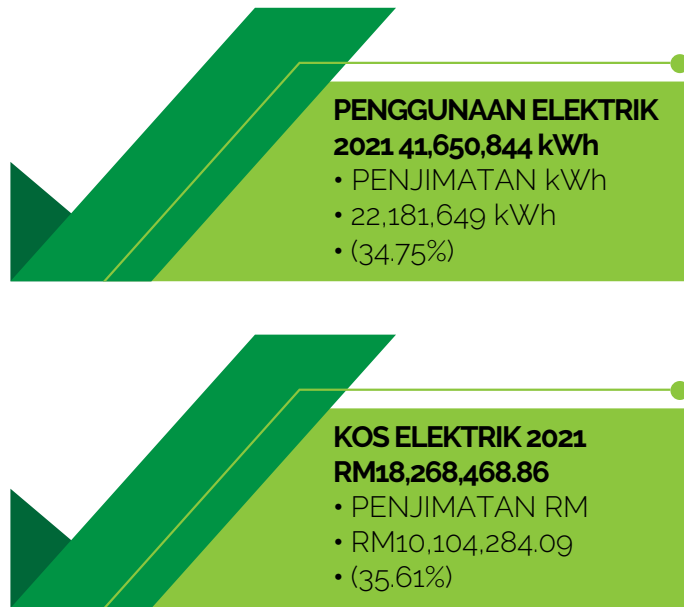 PENGGUNAAN ELEKTRIK
2021 41,650,844 kWh
• PENJIMATAN kWh
• 22,181,649 kWh
• (34.75%)
KOS ELEKTRIK 2021
RM18,268,468.86
• PENJIMATAN RM
• RM10,104,284.09
• (35.61%)